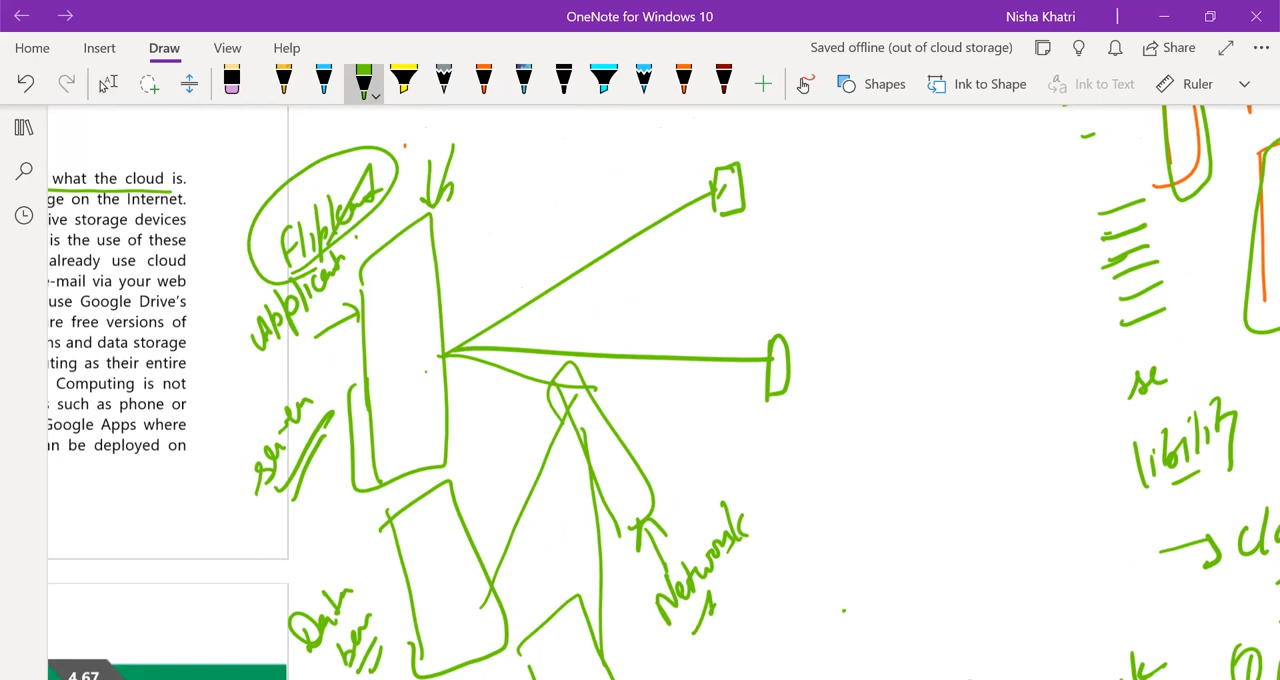 OneNote for Windows 10
Nisha Khatri
Home Insert Draw View Help
Saved offline (out of cloud storage)
Share
Shapes
Ink to Shape
Ink to Text
Ruler
what the cloud is.
ge on the Internet.
ive storage devices
is the use of these
already use cloud
e-mail via your web
use Google Drive's
re free versions of
ns and data storage
iting as their entire
Computing is not
such as phone or
Google Apps where
n be deployed on
Flipkart
Applicat.
Server
Network
se
libility
4.67